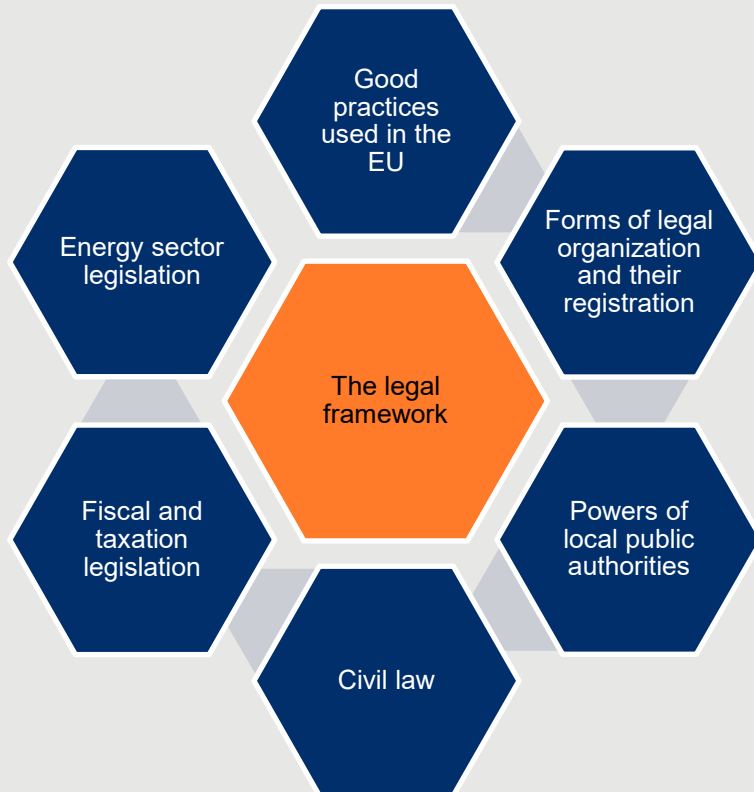 Good
practices
used in the
EU
Forms of legal
organization
and their
registration
Powers of
local public
authorities
Civil law
Fiscal and
taxation
legislation
Energy sector
legislation
The legal
framework